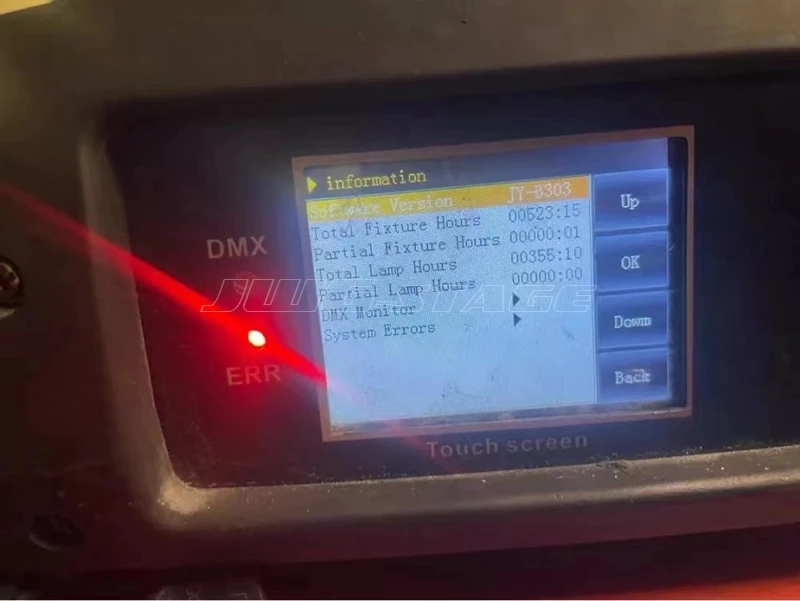 information
Software Version JY-B303
Total Fixture Hours 00523:15
Partial Fixture Hours 00000:01
Total Lamp Hours 00355:10
Partial Lamp Hours 00000:00
DMX Monitor
System Errors
Up
OK
Down
Back
DMX
ERR
Touch screen